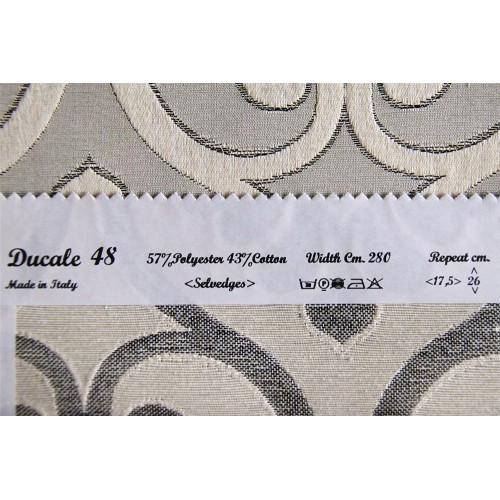 Ducale 48 57%Polyester 43%Cotton Width Cm. 280 Repeat cm.
Made in Italy <Selvedges> <17,5> 26